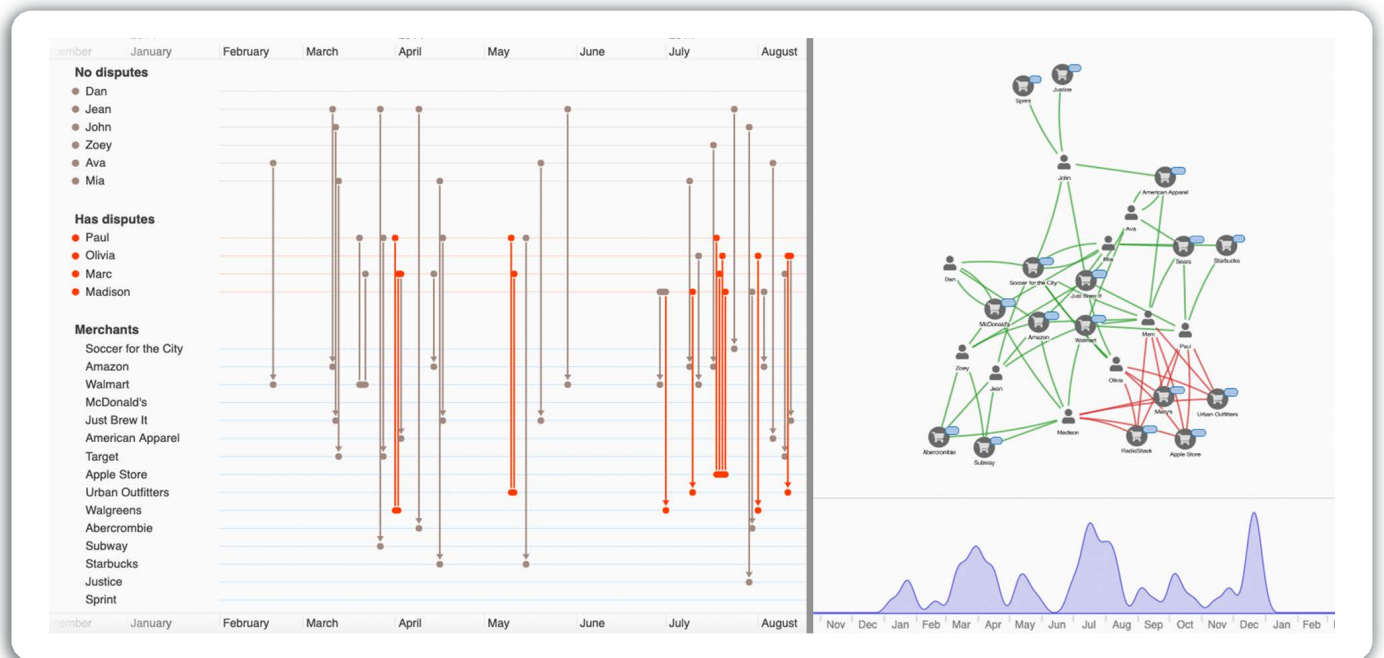 January February March April May June July August
No disputes
Dan
Jean
John
Zoey
Ava
Mia
Has disputes
Paul
Olivia
Marc
Madison
Merchants
Soccer for the City
Amazon
Walmart
McDonald's
Just Brew It
American Apparel
Target
Apple Store
Urban Outfitters
Walgreens
Abercrombie
Subway
Starbucks
Justice
Sprint
January February March April May June July August
Justice
Sprint
John
American Apparel
Ava
Mia
Sears
Starbucks
Dan
Soccer for the City
Just Brew It
McDonald's
Amazon
Walmart
Marc
Paul
Zoey
Jean
Olivia
Macy's
Urban Outfitters
Madison
Abercrombie
Subway
RadioShack
Apple Store
Nov Dec Jan Feb Mar Apr May Jun Jul Aug Sep Oct Nov Dec Jan Feb